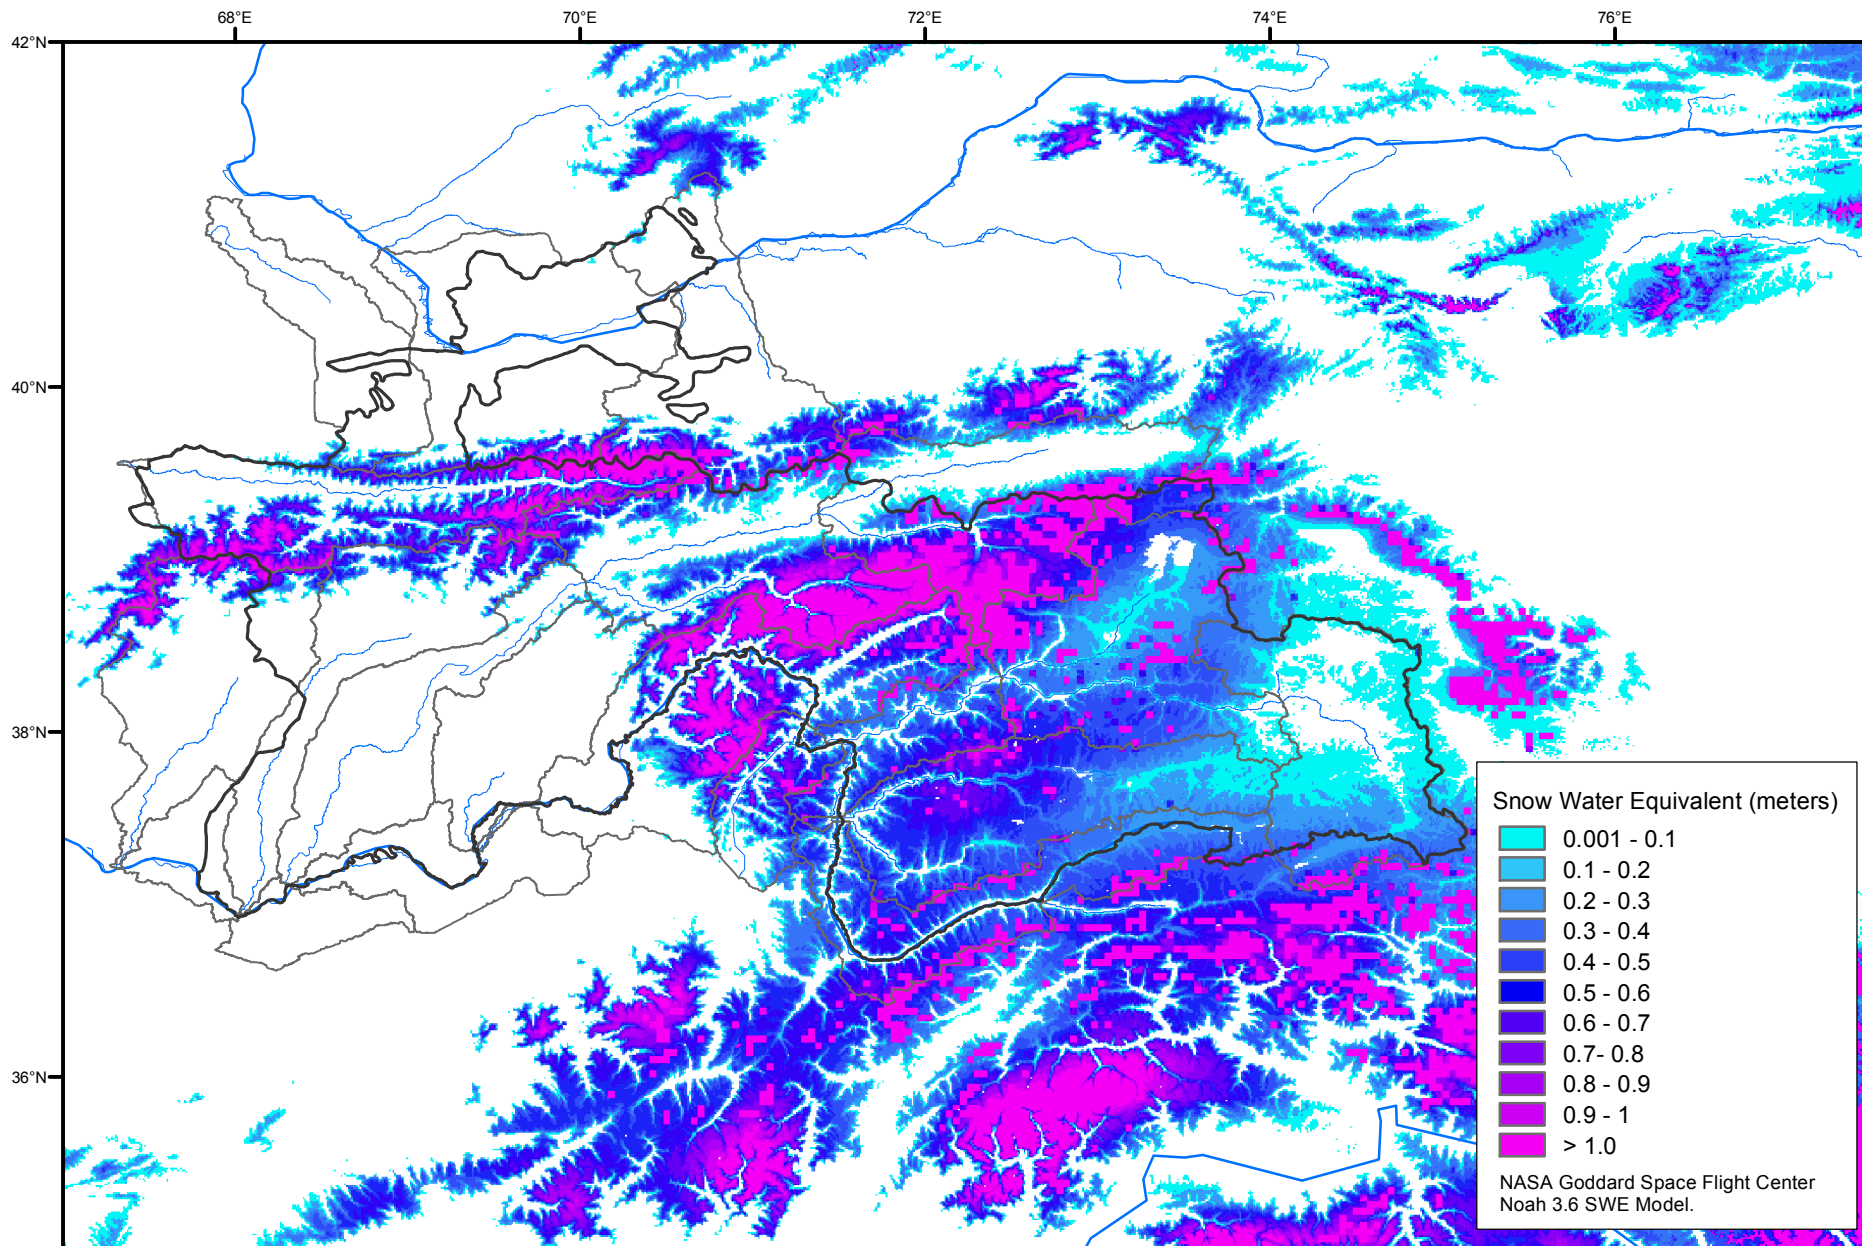 68°E
70°E
72°E
74°E
76°E
42°N
40°N
38°N
36°N
Snow Water Equivalent (meters)
0.001 - 0.1
0.1 - 0.2
0.2 - 0.3
0.3 - 0.4
0.4 - 0.5
0.5 - 0.6
0.6 - 0.7
0.7- 0.8
0.8 - 0.9
0.9 - 1
> 1.0
NASA Goddard Space Flight Center
Noah 3.6 SWE Model.